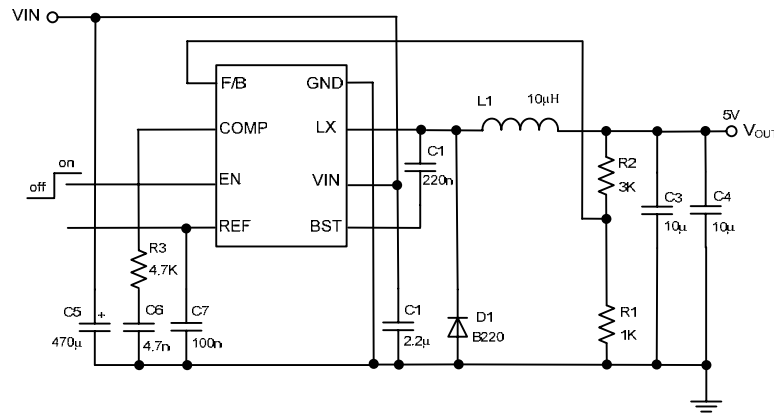 VIN
F/B
GND
COMP
LX
EN
VIN
REF
BST
on
off
L1
10μH
5V
VOUT
C1
220n
R2
3K
C3
10μ
C4
10μ
R3
4.7K
C5
+
470μ
C6
4.7n
C7
100n
C1
2.2μ
D1
B220
R1
1K